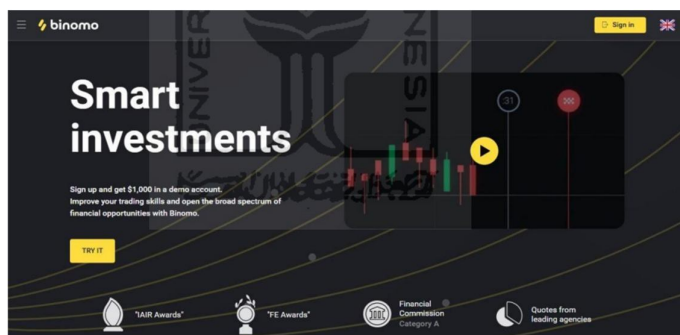 binomo
Sign in
UNIVER
NESIA
Smart
investments
31
Sign up and get $1,000 in a demo account.
Improve your trading skills and open the broad spectrum of
financial opportunities with Binomo.
TRY IT
"IAIR Awards"
"FE Awards"
Financial
Commission
Category A
Quotes from
leading agencies